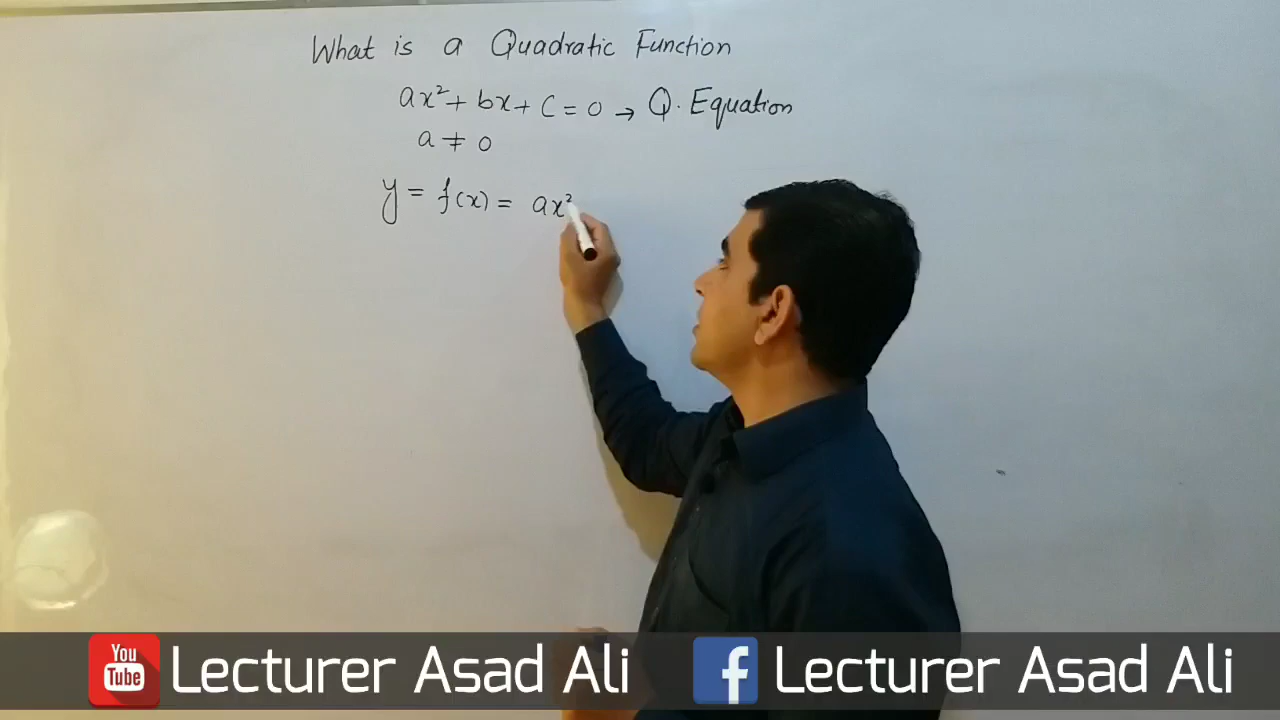 What is a Quadratic Function
ax² + bx + c = 0 → Q. Equation
a ≠ 0
y = f(x) = ax²
You Tube Lecturer Asad Ali f Lecturer Asad Ali